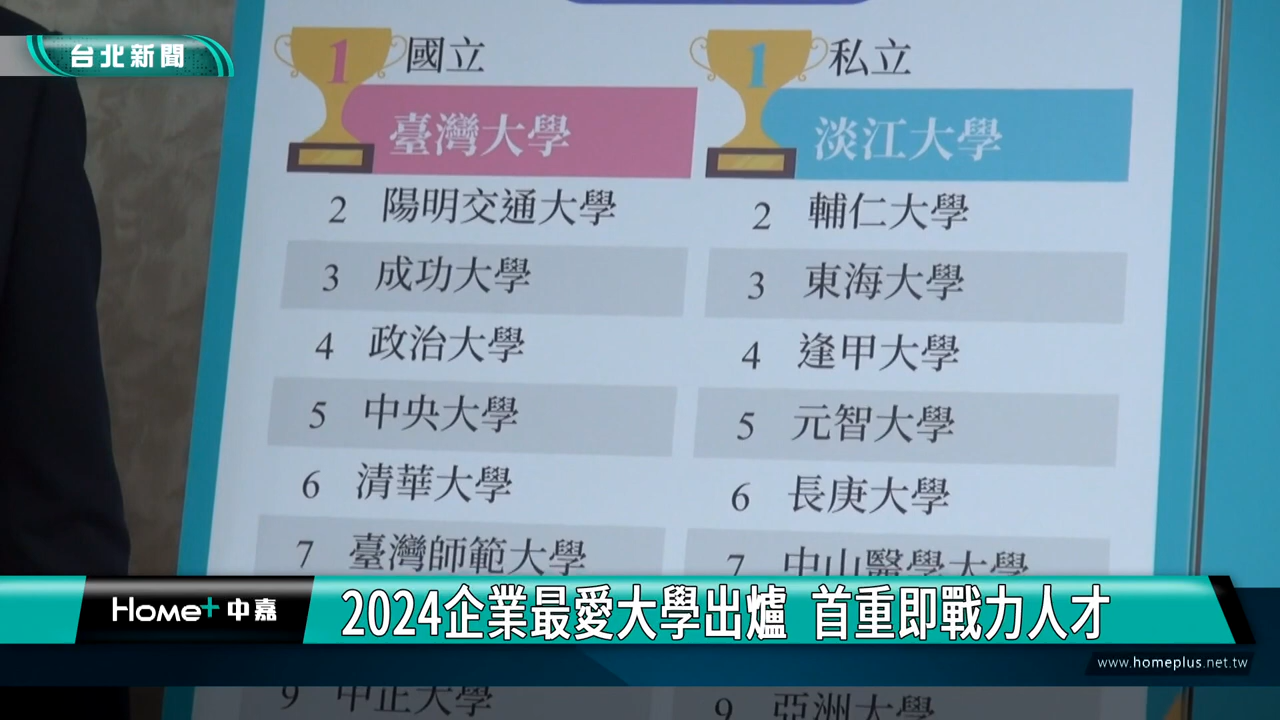 台北新聞
1 國立
臺灣大學
2 陽明交通大學
3 成功大學
4 政治大學
5 中央大學
6 清華大學
7 臺灣師範大學
9 中正大學
1 私立
淡江大學
2 輔仁大學
3 東海大學
4 逢甲大學
5 元智大學
6 長庚大學
7 中山醫學大學
9 亞洲大學
Home+中嘉
2024企業最愛大學出爐 首重即戰力人才
www.homeplus.net.tw